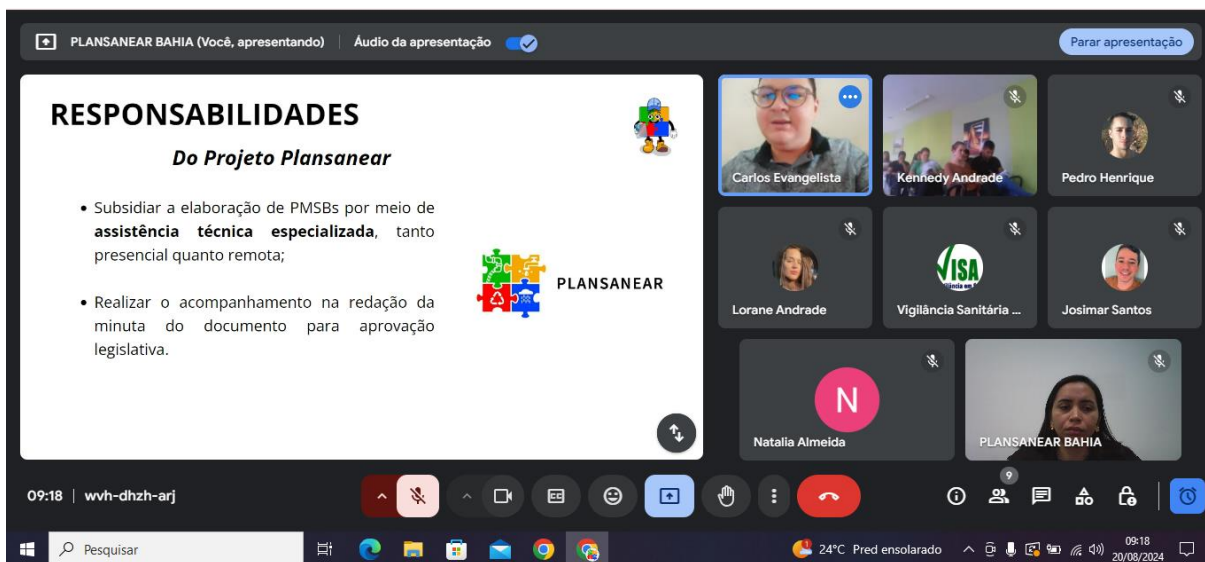 PLANSANEAR BAHIA (Você, apresentando)
Áudio da apresentação
Parar apresentação
RESPONSABILIDADES
Do Projeto Plansanear
• Subsidiar a elaboração de PMSBs por meio de
assistência técnica especializada, tanto
presencial quanto remota;
• Realizar o acompanhamento na redação da
minuta do documento para aprovação
legislativa.
PLANSANEAR
Carlos Evangelista
Kennedy Andrade
Pedro Henrique
Lorane Andrade
VISA
Vigilância Sanitária ...
Josimar Santos
N
Natalia Almeida
PLANSANEAR BAHIA
09:18 | wvh-dhzh-arj
CC
9
Pesquisar
24°C Pred ensolarado
09:18
20/08/2024